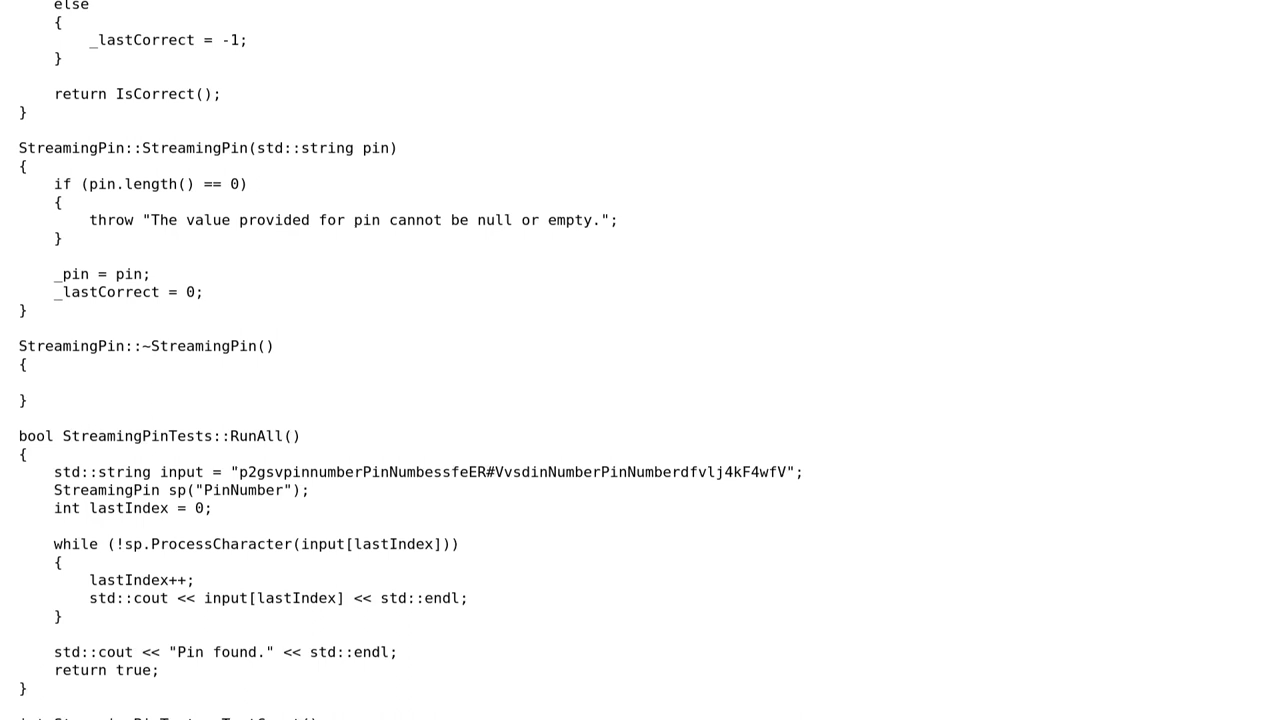 else
{
_lastCorrect = -1;
}
return IsCorrect();
}
StreamingPin::StreamingPin(std::string pin)
{
if (pin.length() == 0)
{
throw "The value provided for pin cannot be null or empty.";
}
_pin = pin;
_lastCorrect = 0;
}
StreamingPin::~StreamingPin()
{
}
bool StreamingPinTests::RunAll()
{
std::string input = "p2gsvpinnumberPinNumbessfeER#VvsdinNumberPinNumberdfvlj4kF4wfV";
StreamingPin sp("PinNumber");
int lastIndex = 0;
while (!sp.ProcessCharacter(input[lastIndex]))
{
lastIndex++;
std::cout << input[lastIndex] << std::endl;
}
std::cout << "Pin found." << std::endl;
return true;
}